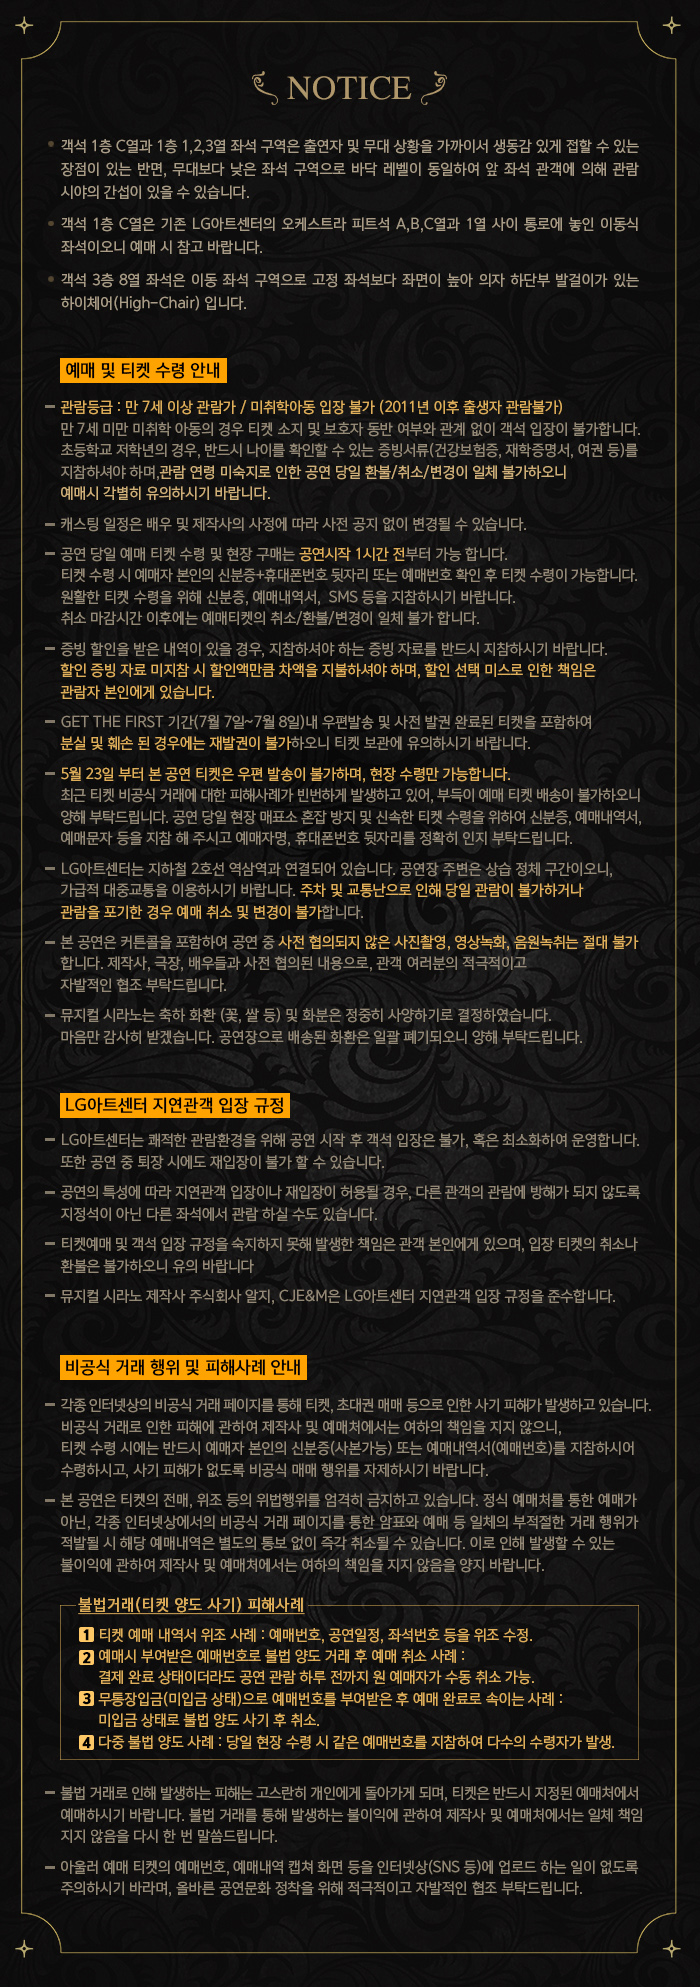 NOTICE
객석 1층 C열과 1층 1,2,3열 좌석 구역은 출연자 및 무대 상황을 가까이서 생동감 있게 접할 수 있는
장점이 있는 반면, 무대보다 낮은 좌석 구역으로 바닥 레벨이 동일하여 앞 좌석 관객에 의해 관람
시야의 간섭이 있을 수 있습니다.
객석 1층 C열은 기존 LG아트센터의 오케스트라 피트석 A,B,C열과 1열 사이 통로에 놓인 이동식
좌석이오니 예매 시 참고 바랍니다.
객석 3층 8열 좌석은 이동 좌석 구역으로 고정 좌석보다 좌면이 높아 의자 하단부 발걸이가 있는
하이체어(High-Chair) 입니다.
예매 및 티켓 수령 안내
관람등급 : 만 7세 이상 관람가 / 미취학아동 입장 불가 (2011년 이후 출생자 관람불가)
만 7세 미만 미취학 아동의 경우 티켓 소지 및 보호자 동반 여부와 관계 없이 객석 입장이 불가합니다.
초등학교 저학년의 경우, 반드시 나이를 확인할 수 있는 증빙서류(건강보험증, 재학증명서, 여권 등)를
지참하셔야 하며,관람 연령 미숙지로 인한 공연 당일 환불/취소/변경이 일체 불가하오니
예매시 각별히 유의하시기 바랍니다.
캐스팅 일정은 배우 및 제작사의 사정에 따라 사전 공지 없이 변경될 수 있습니다.
공연 당일 예매 티켓 수령 및 현장 구매는 공연시작 1시간 전부터 가능 합니다.
티켓 수령 시 예매자 본인의 신분증+휴대폰번호 뒷자리 또는 예매번호 확인 후 티켓 수령이 가능합니다.
원활한 티켓 수령을 위해 신분증, 예매내역서, SMS 등을 지참하시기 바랍니다.
취소 마감시간 이후에는 예매티켓의 취소/환불/변경이 일체 불가 합니다.
증빙 할인을 받은 내역이 있을 경우, 지참하셔야 하는 증빙 자료를 반드시 지참하시기 바랍니다.
할인 증빙 자료 미지참 시 할인액만큼 차액을 지불하셔야 하며, 할인 선택 미스로 인한 책임은
관람자 본인에게 있습니다.
GET THE FIRST 기간(7월 7일~7월 8일)내 우편발송 및 사전 발권 완료된 티켓을 포함하여
분실 및 훼손 된 경우에는 재발권이 불가하오니 티켓 보관에 유의하시기 바랍니다.
5월 23일 부터 본 공연 티켓은 우편 발송이 불가하며, 현장 수령만 가능합니다.
최근 티켓 비공식 거래에 대한 피해사례가 빈번하게 발생하고 있어, 부득이 예매 티켓 배송이 불가하오니
양해 부탁드립니다. 공연 당일 현장 매표소 혼잡 방지 및 신속한 티켓 수령을 위하여 신분증, 예매내역서,
예매문자 등을 지참 해 주시고 예매자명, 휴대폰번호 뒷자리를 정확히 인지 부탁드립니다.
LG아트센터는 지하철 2호선 역삼역과 연결되어 있습니다. 공연장 주변은 상습 정체 구간이오니,
가급적 대중교통을 이용하시기 바랍니다. 주차 및 교통난으로 인해 당일 관람이 불가하거나
관람을 포기한 경우 예매 취소 및 변경이 불가합니다.
본 공연은 커튼콜을 포함하여 공연 중 사전 협의되지 않은 사진촬영, 영상녹화, 음원녹취는 절대 불가
합니다. 제작사, 극장, 배우들과 사전 협의된 내용으로, 관객 여러분의 적극적이고
자발적인 협조 부탁드립니다.
뮤지컬 시라노는 축하 화환 (꽃, 쌀 등) 및 화분은 정중히 사양하기로 결정하였습니다.
마음만 감사히 받겠습니다. 공연장으로 배송된 화환은 일괄 폐기되오니 양해 부탁드립니다.
LG아트센터 지연관객 입장 규정
LG아트센터는 쾌적한 관람환경을 위해 공연 시작 후 객석 입장은 불가, 혹은 최소화하여 운영합니다.
또한 공연 중 퇴장 시에도 재입장이 불가 할 수 있습니다.
공연의 특성에 따라 지연관객 입장이나 재입장이 허용될 경우, 다른 관객의 관람에 방해가 되지 않도록
지정석이 아닌 다른 좌석에서 관람 하실 수도 있습니다.
티켓예매 및 객석 입장 규정을 숙지하지 못해 발생한 책임은 관객 본인에게 있으며, 입장 티켓의 취소나
환불은 불가하오니 유의 바랍니다
뮤지컬 시라노 제작사 주식회사 알지, CJE&M은 LG아트센터 지연관객 입장 규정을 준수합니다.
비공식 거래 행위 및 피해사례 안내
각종 인터넷상의 비공식 거래 페이지를 통해 티켓, 초대권 매매 등으로 인한 사기 피해가 발생하고 있습니다.
비공식 거래로 인한 피해에 관하여 제작사 및 예매처에서는 여하의 책임을 지지 않으니,
티켓 수령 시에는 반드시 예매자 본인의 신분증(사본가능) 또는 예매내역서(예매번호)를 지참하시어
수령하시고, 사기 피해가 없도록 비공식 매매 행위를 자제하시기 바랍니다.
본 공연은 티켓의 전매, 위조 등의 위법행위를 엄격히 금지하고 있습니다. 정식 예매처를 통한 예매가
아닌, 각종 인터넷상에서의 비공식 거래 페이지를 통한 암표와 예매 등 일체의 부적절한 거래 행위가
적발될 시 해당 예매내역은 별도의 통보 없이 즉각 취소될 수 있습니다. 이로 인해 발생할 수 있는
불이익에 관하여 제작사 및 예매처에서는 여하의 책임을 지지 않음을 양지 바랍니다.
불법거래(티켓 양도 사기) 피해사례
1 티켓 예매 내역서 위조 사례 : 예매번호, 공연일정, 좌석번호 등을 위조 수정.
2 예매시 부여받은 예매번호로 불법 양도 거래 후 예매 취소 사례 :
결제 완료 상태이더라도 공연 관람 하루 전까지 원 예매자가 수동 취소 가능.
3 무통장입금(미입금 상태)으로 예매번호를 부여받은 후 예매 완료로 속이는 사례 :
미입금 상태로 불법 양도 사기 후 취소.
4 다중 불법 양도 사례 : 당일 현장 수령 시 같은 예매번호를 지참하여 다수의 수령자가 발생.
불법 거래로 인해 발생하는 피해는 고스란히 개인에게 돌아가게 되며, 티켓은 반드시 지정된 예매처에서
예매하시기 바랍니다. 불법 거래를 통해 발생하는 불이익에 관하여 제작사 및 예매처에서는 일체 책임
지지 않음을 다시 한 번 말씀드립니다.
아울러 예매 티켓의 예매번호, 예매내역 캡쳐 화면 등을 인터넷상(SNS 등)에 업로드 하는 일이 없도록
주의하시기 바라며, 올바른 공연문화 정착을 위해 적극적이고 자발적인 협조 부탁드립니다.